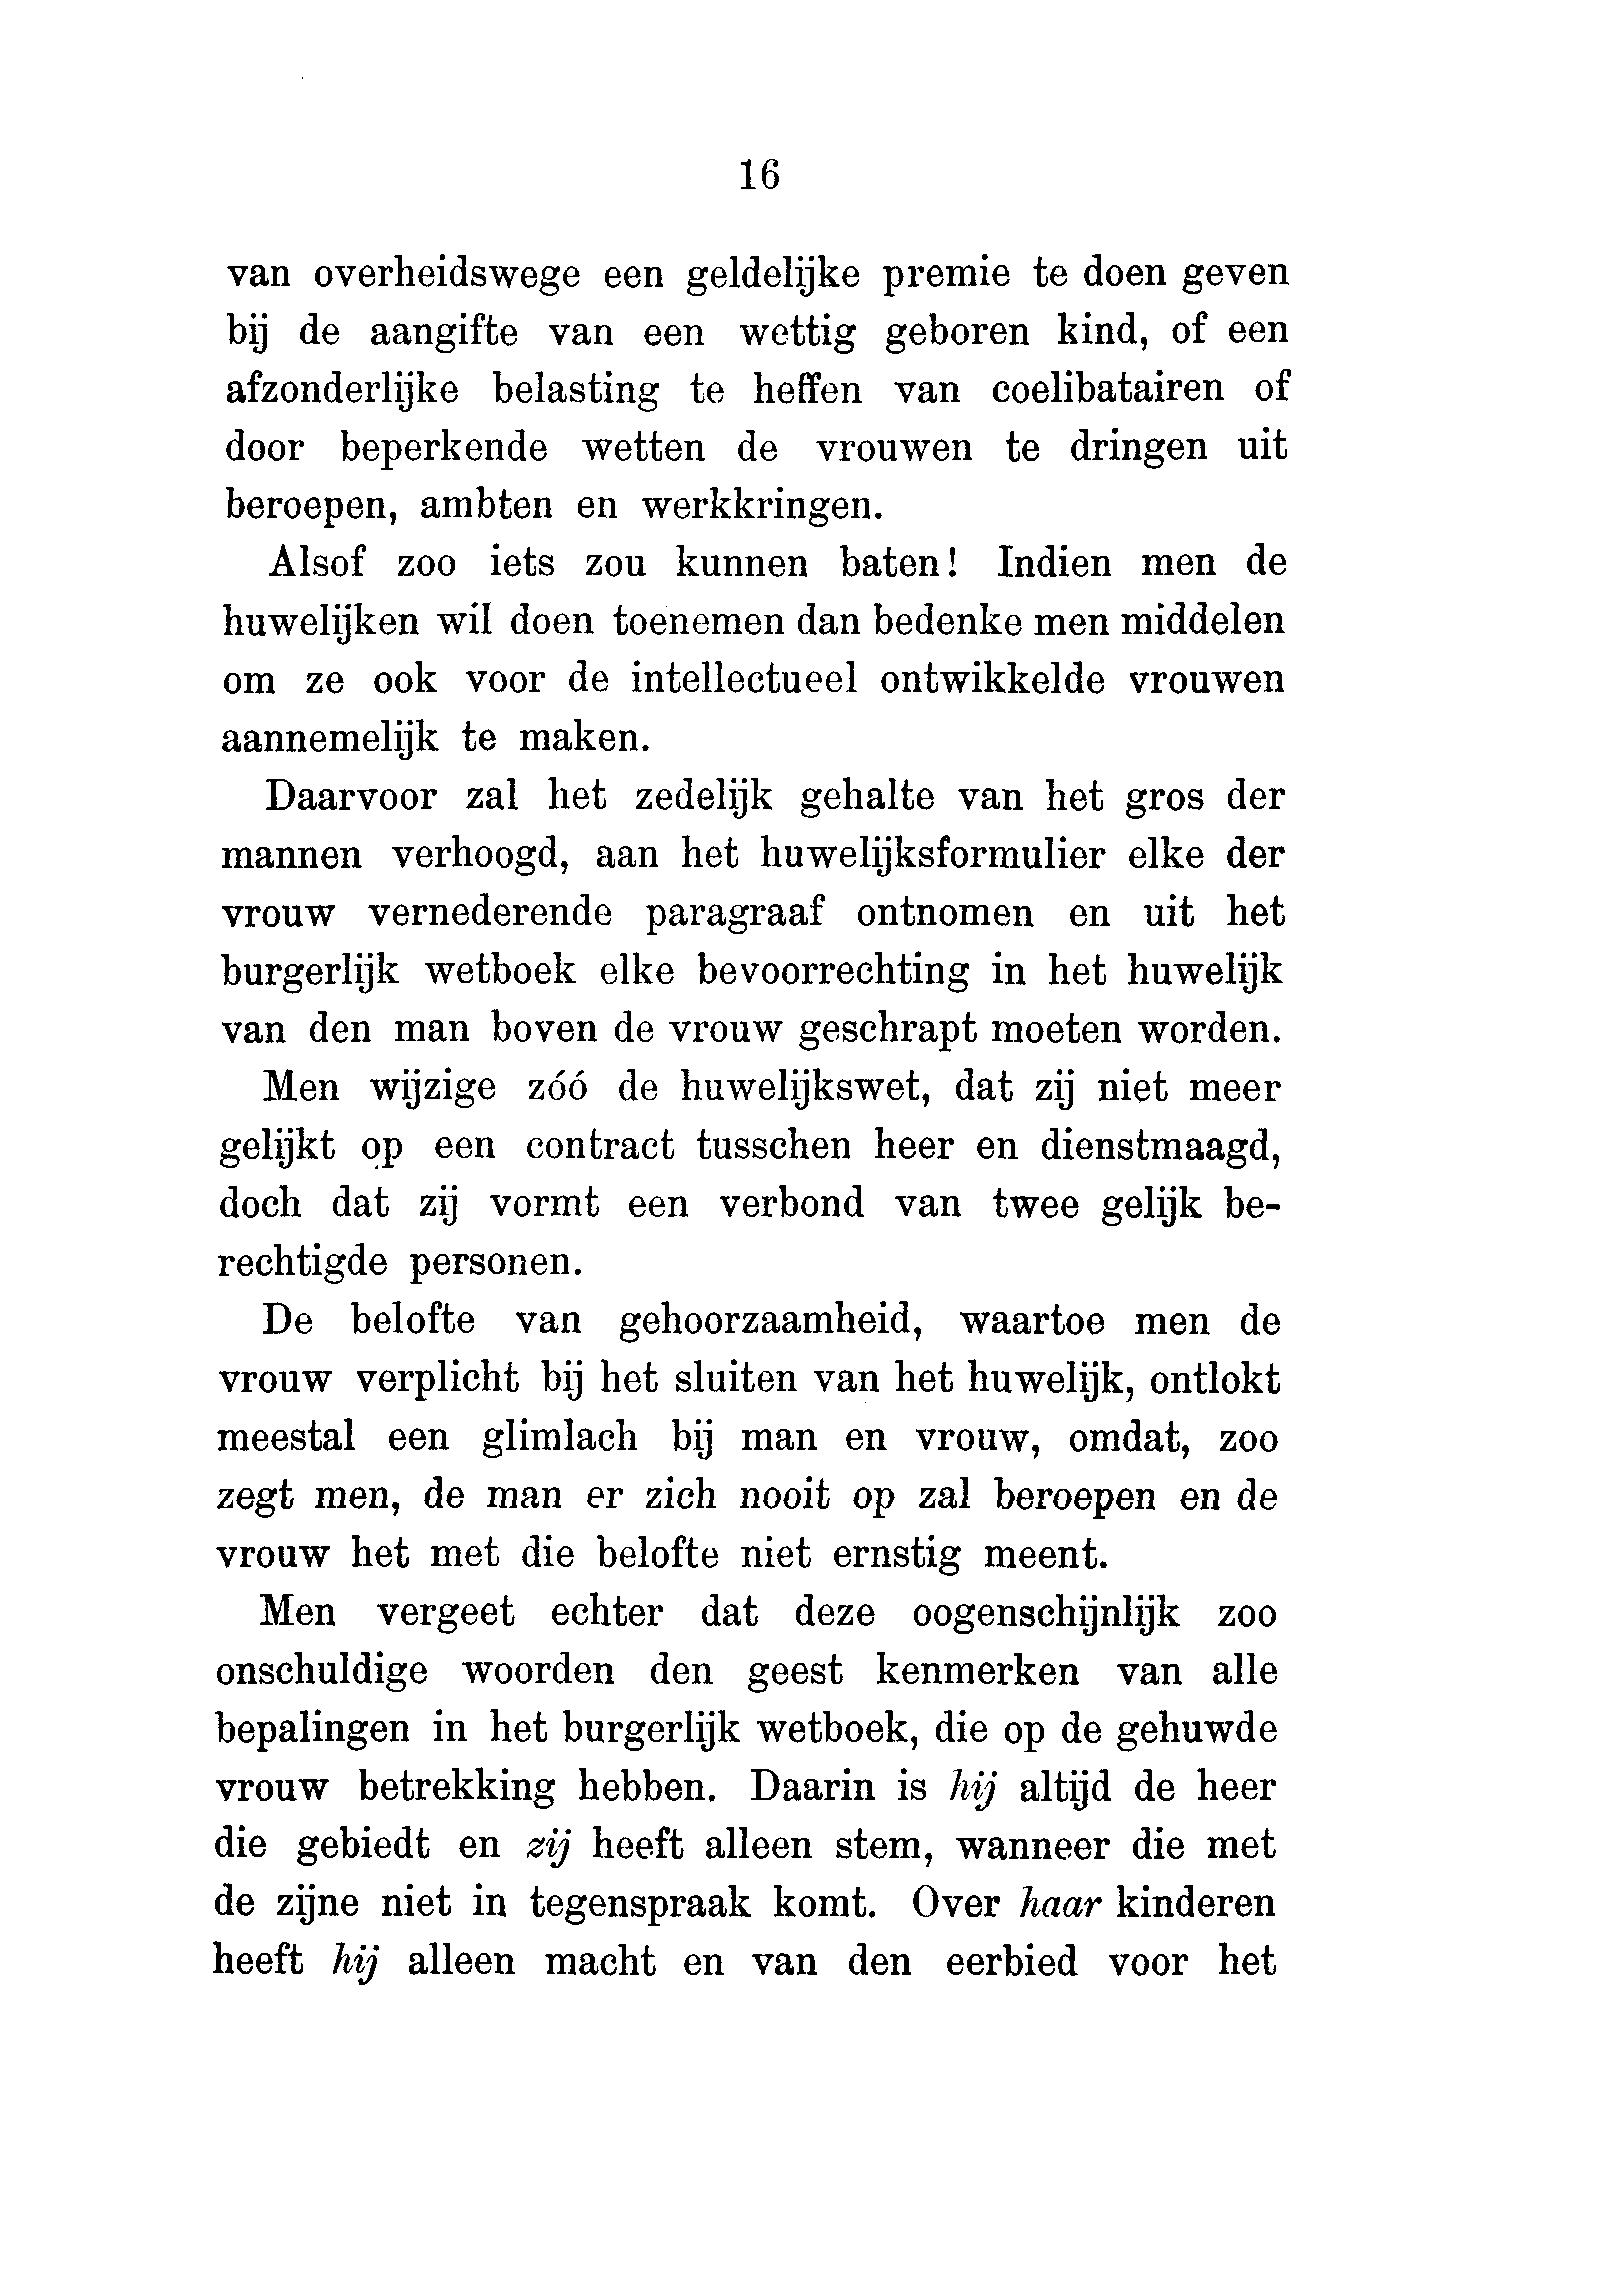 16
van overheidswege een geldelijke premie te doen geven
bij de aangifte van een wettig geboren kind, of een
afzonderlijke belasting te heffen van coelibatairen of
door beperkende wetten de vrouwen te dringen uit
beroepen, ambten en werkkringen.
Alsof zoo iets zou kunnen baten! Indien men de
huwelijken wil doen toenemen dan bedenke men middelen
om ze ook voor de intellectueel ontwikkelde vrouwen
aannemelijk te maken.
Daarvoor zal het zedelijk gehalte van het gros der
mannen verhoogd, aan het huwelijksformulier elke der
vrouw vernederende paragraaf ontnomen en uit het
burgerlijk wetboek elke bevoorrechting in het huwelijk
van den man boven de vrouw geschrapt moeten worden.
Men wijzige zóó de huwelijkswet, dat zij niet meer
gelijkt op een contract tusschen heer en dienstmaagd,
doch dat zij vormt een verbond van twee gelijk be-
rechtigde personen.
De belofte van gehoorzaamheid, waartoe men de
vrouw verplicht bij het sluiten van het huwelijk, ontlokt
meestal een glimlach bij man en vrouw, omdat, zoo
zegt men, de man er zich nooit op zal beroepen en de
vrouw het met die belofte niet ernstig meent.
Men vergeet echter dat deze oogenschijnlijk zoo
onschuldige woorden den geest kenmerken van alle
bepalingen in het burgerlijk wetboek, die op de gehuwde
vrouw betrekking hebben. Daarin is hij altijd de heer
die gebiedt en zij heeft alleen stem, wanneer die met
de zijne niet in tegenspraak komt. Over haar kinderen
heeft hij alleen macht en van den eerbied voor het